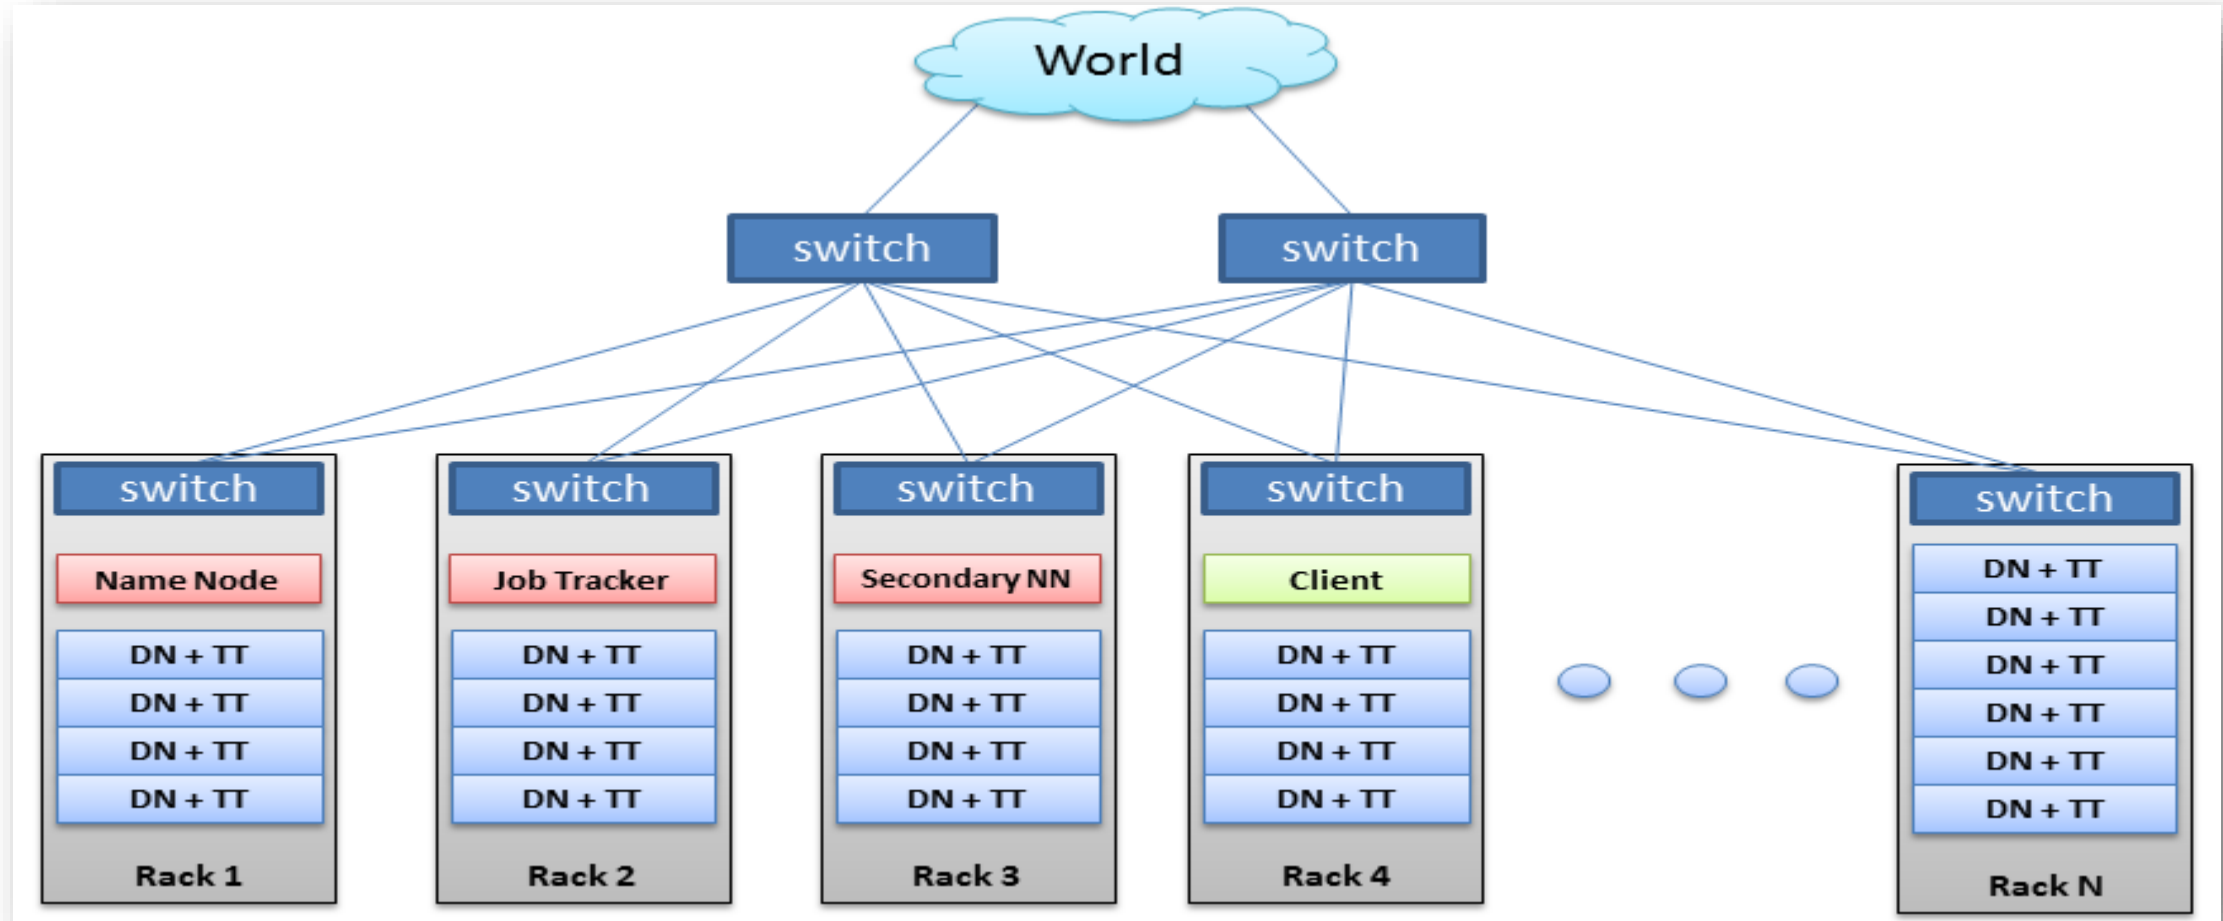 World
switch
switch
switch
Name Node
DN + TT
DN + TT
DN + TT
DN + TT
Rack 1
switch
Job Tracker
DN + TT
DN + TT
DN + TT
DN + TT
Rack 2
switch
Secondary NN
DN + TT
DN + TT
DN + TT
DN + TT
Rack 3
switch
Client
DN + TT
DN + TT
DN + TT
DN + TT
Rack 4
switch
DN + TT
DN + TT
DN + TT
DN + TT
DN + TT
DN + TT
Rack N